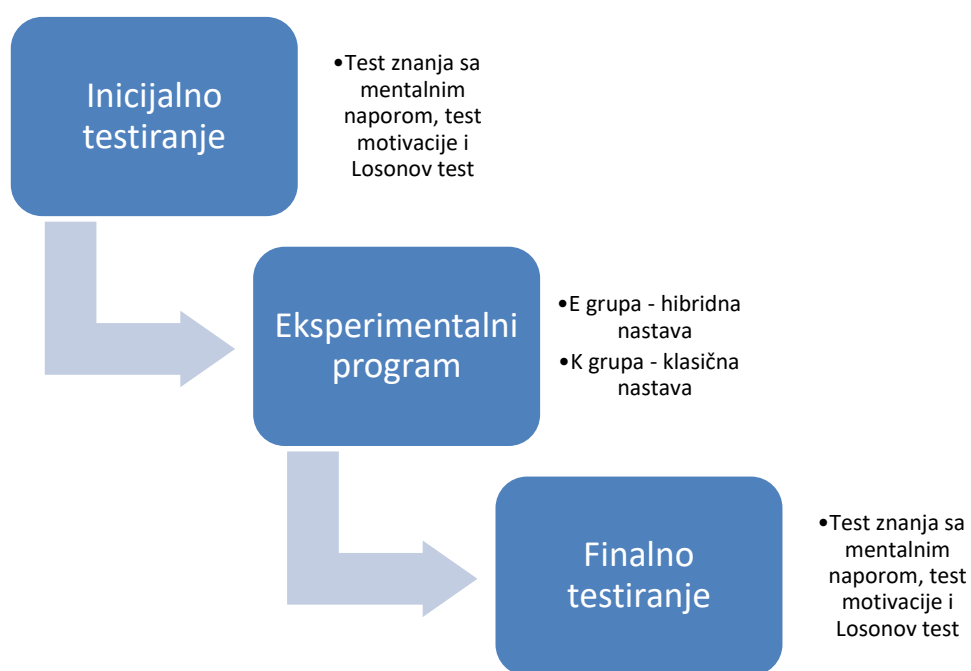 Inicijalno
testiranje
•Test znanja sa
mentalnim
naporom, test
motivacije i
Losonov test
Eksperimentalni
program
•E grupa - hibridna
nastava
•K grupa - klasična
nastava
Finalno
testiranje
•Test znanja sa
mentalnim
naporom, test
motivacije i
Losonov test